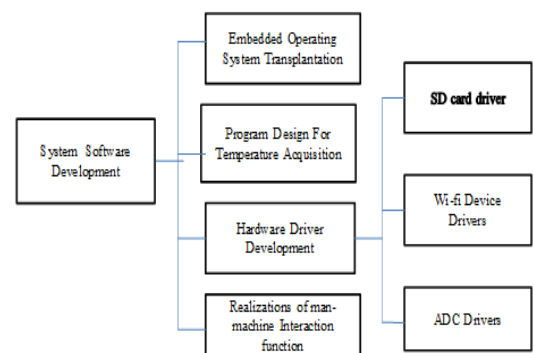 Embedded Operating
System Transplantation
SD card driver
Program Design For
Temperature Acquisition
System Software
Development
Wi-fi Device
Drivers
Hardware Driver
Development
Realizations of man-
machine Interaction
function
ADC Drivers